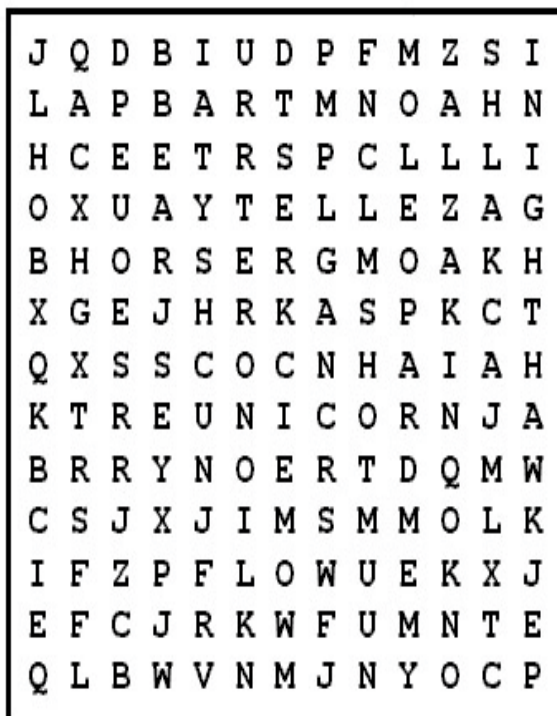 J Q D B I U D P F M Z S I
L A P B A R T M N O A H N
H C E E T R S P C L L L I
O X U A Y T E L L E Z A G
B H O R S E R G M O A K H
X G E J H R K A S P K C T
Q X S S C O C N H A I A H
K T R E U N I C O R N J A
B R R Y N O E R T D Q M W
C S J X J I M S M M O L K
I F Z P F L O W U E K X J
E F C J R K W F U M N T E
Q L B W V N M J N Y O C P